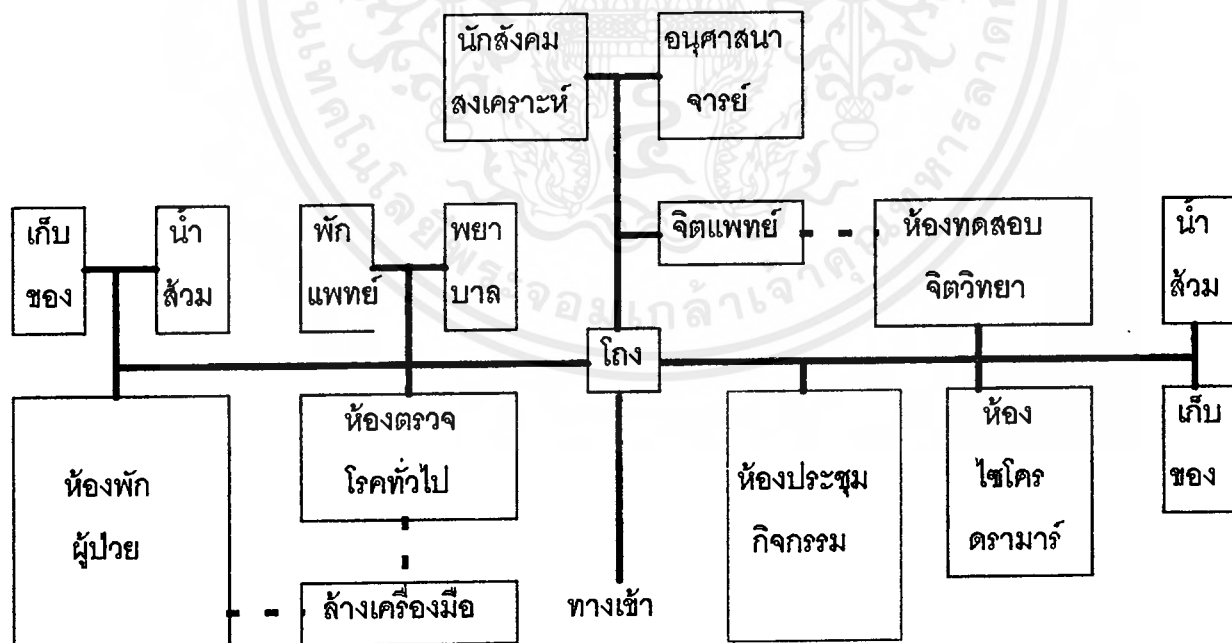 นักสังคม
สงเคราะห์
อนุศาสนา
จารย์
เก็บ
ของ
น้ำ
ส้วม
พัก
แพทย์
พยา
บาล
จิตแพทย์
ห้องทดสอบ
จิตวิทยา
น้ำ
ส้วม
โถง
ห้องพัก
ผู้ป่วย
ห้องตรวจ
โรคทั่วไป
ล้างเครื่องมือ
ทางเข้า
ห้องประชุม
กิจกรรม
ห้อง
ไซโคร
ดรามาร์
เก็บ
ของ